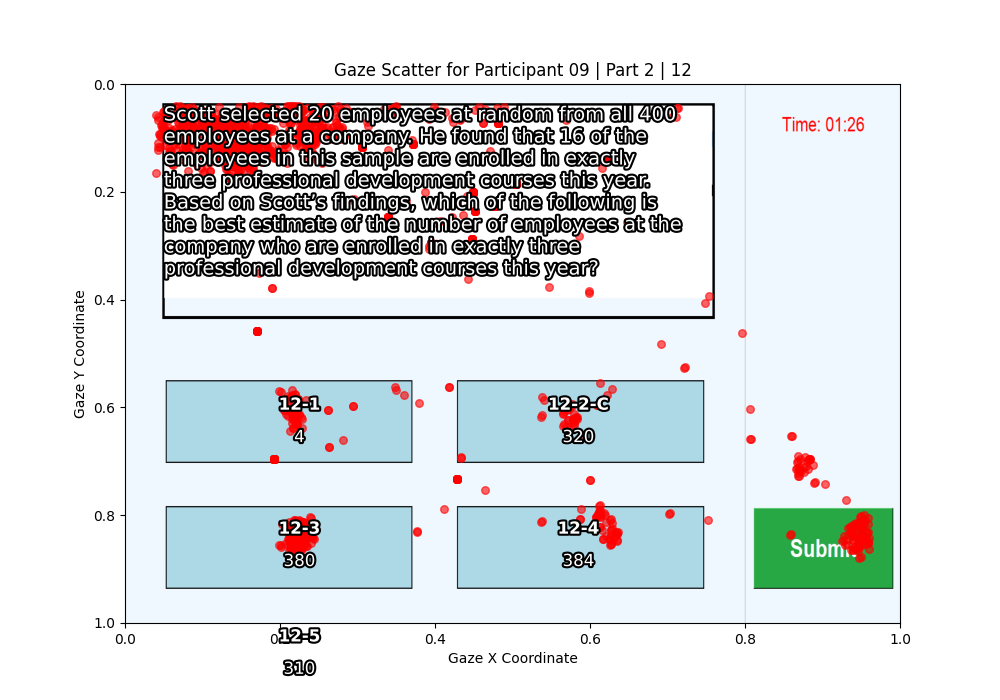 Gaze Scatter for Participant 09 | Part 2 | 12
Time: 01:26
Scott selected 20 employees at random from all 400
employees at a company. He found that 16 of the
employees in this sample are enrolled in exactly
three professional development courses this year.
Based on Scott's findings, which of the following is
the best estimate of the number of employees at the
company who are enrolled in exactly three
professional development courses this year?
12-1
4
12-2-C
320
12-3
380
12-4
384
Submit
12-5
310
0.0
0.2
0.4
0.6
0.8
1.0
Gaze Y Coordinate
0.0
0.4
0.6
0.8
1.0
Gaze X Coordinate